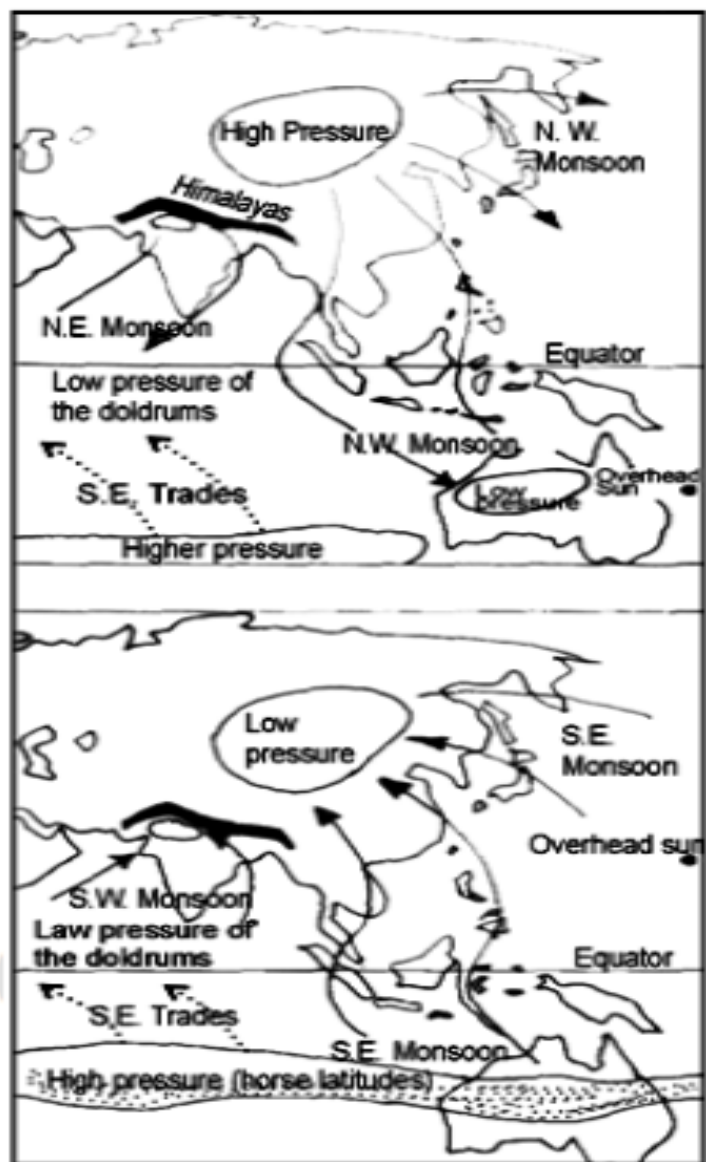 High Pressure
N. W.
Monsoon
Himalayas
N.E. Monsoon
Equator
Low pressure of
the doldrums
N.W. Monsoon
Overhead
Sun
Low
pressure
S.E. Trades
Higher pressure
Low
pressure
S.E.
Monsoon
Overhead sun
S.W. Monsoon
Law pressure of
the doldrums
Equator
S.E. Trades
S.E. Monsoon
High pressure (horse latitudes)